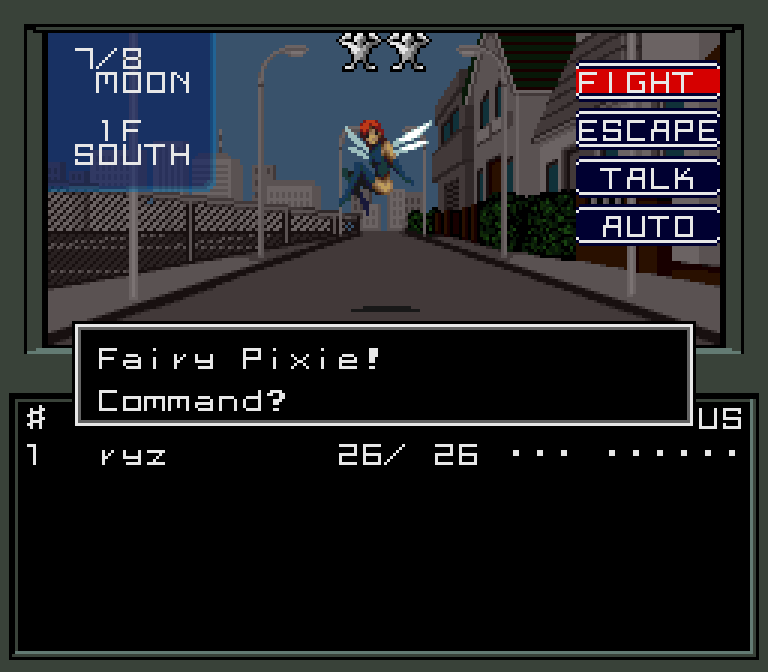 7/8
MOON
1F
SOUTH
FIGHT
ESCAPE
TALK
AUTO
Fairy Pixie!
Command?
# US
1 ryz 26/ 26 ... ......